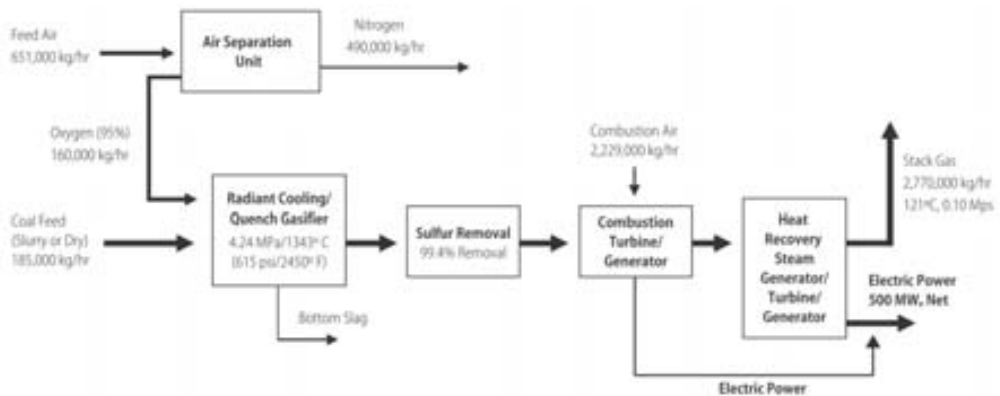 Feed Air
651,000 kg/hr
Air Separation
Unit
Nitrogen
490,000 kg/hr
Oxygen (95%)
160,000 kg/hr
Combustion Air
2,229,000 kg/hr
Stack Gas
2,770,000 kg/hr
121ºC, 0.10 Mps
Coal Feed
(Slurry or Dry)
185,000 kg/hr
Radiant Cooling/
Quench Gasifier
4.24 MPa/1343º C
(615 psi/2450º F)
Sulfur Removal
99.4% Removal
Combustion
Turbine/
Generator
Heat
Recovery
Steam
Generator/
Turbine/
Generator
Electric Power
500 MWe Net
Bottom Slag
Electric Power